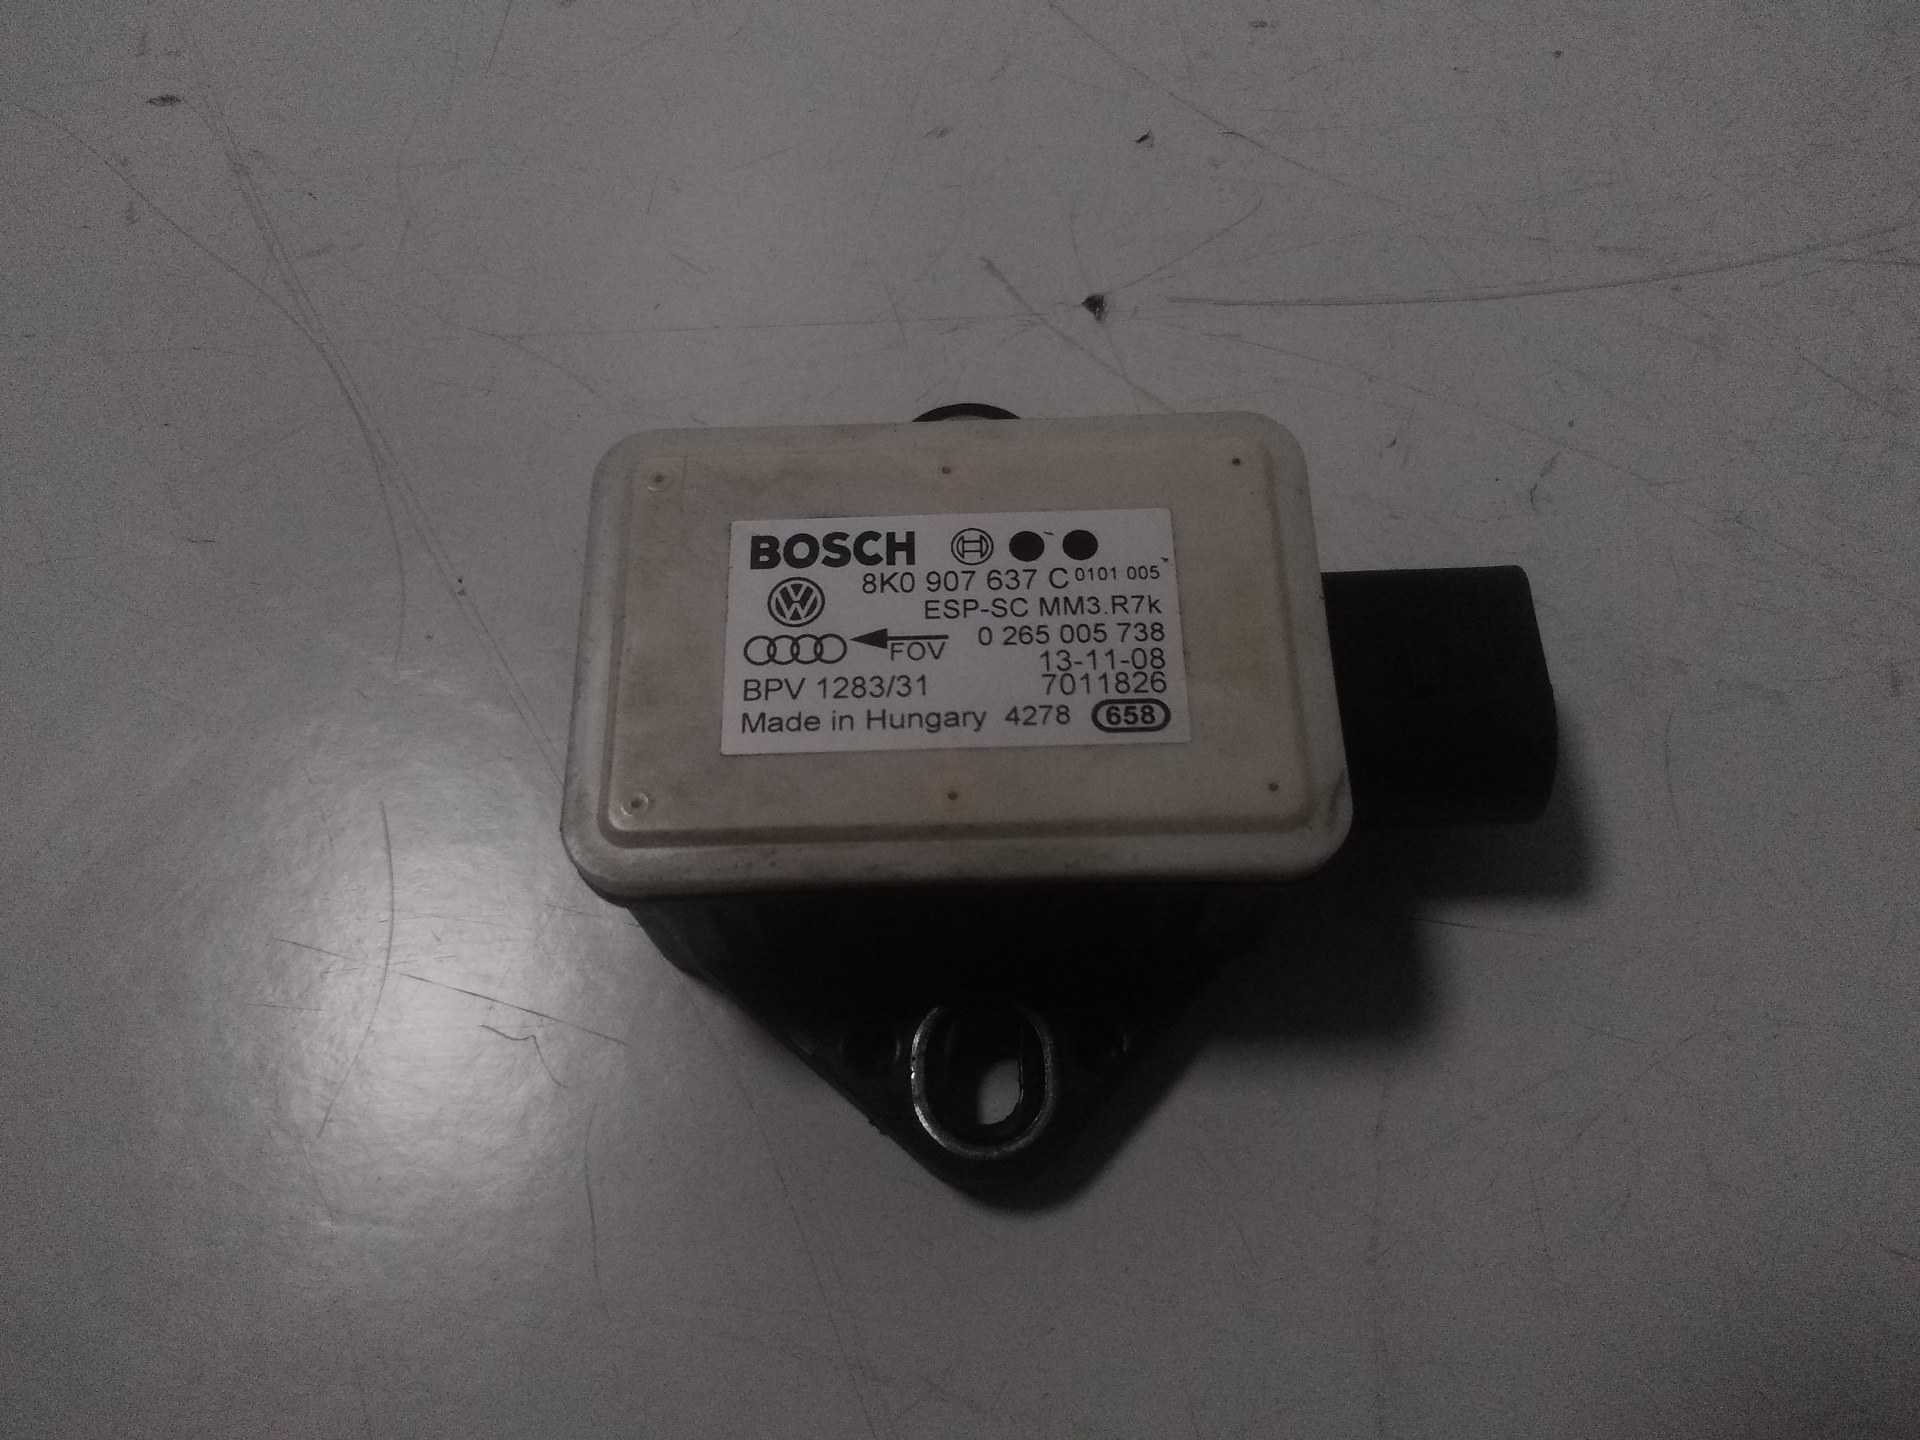 BOSCH
8K0 907 637 C 0101 005
ESP-SC MM3.R7k
FOV 0 265 005 738
13-11-08
BPV 1283/31 7011826
Made in Hungary 4278 658